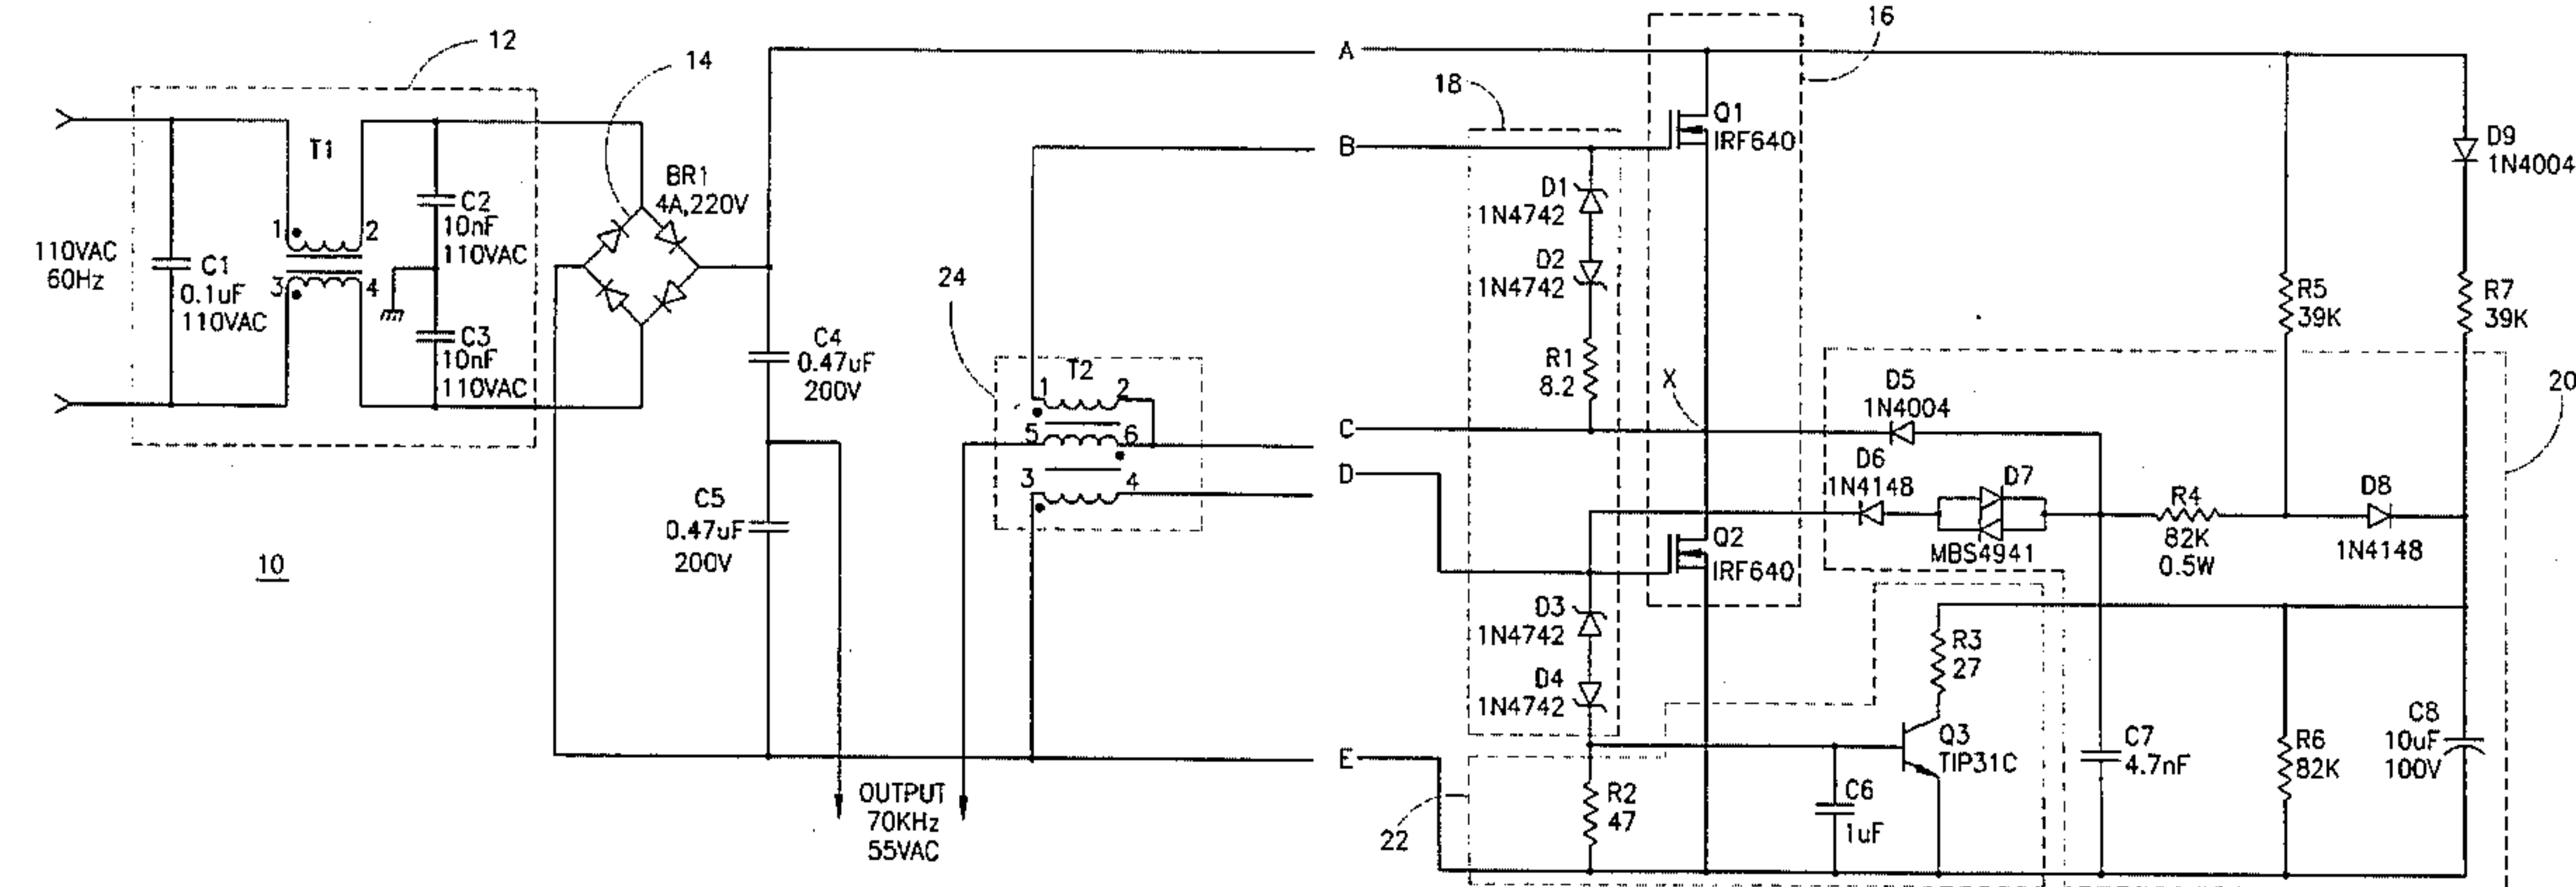 12
14
16
18
20
22
24
10
110VAC
60Hz
C1
0.1uF
110VAC
T1
1
2
3
4
C2
10nF
110VAC
C3
10nF
110VAC
BR1
4A,220V
C4
0.47uF
200V
C5
0.47uF
200V
OUTPUT
70KHz
55VAC
T2
1
2
5
6
3
4
A
B
C
D
E
Q1
IRF640
D1
1N4742
D2
1N4742
R1
8.2
X
Q2
IRF640
D3
1N4742
D4
1N4742
R2
47
C6
1uF
Q3
TIP31C
R3
27
D5
1N4004
D6
1N4148
D7
MBS4941
R4
82K
0.5W
D8
1N4148
R5
39K
D9
1N4004
R7
39K
C7
4.7nF
R6
82K
C8
10uF
100V